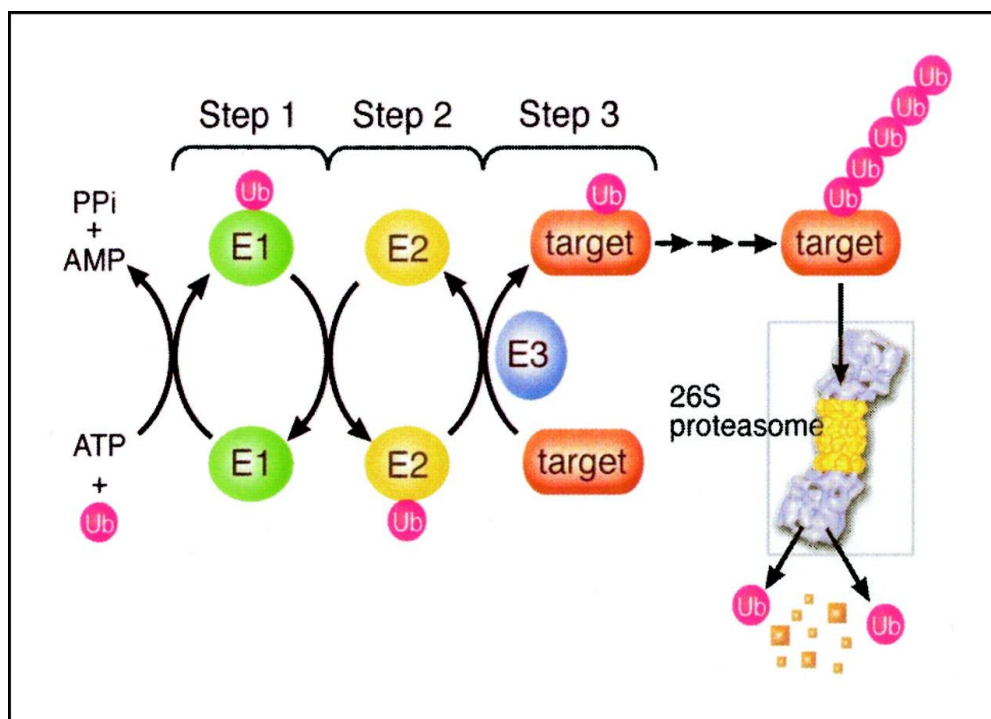 Step 1
Step 2
Step 3
Ub
Ub
Ub
Ub
Ub
Ub
Ub
PPi
+
AMP
E1
E2
target
target
E3
26S
proteasome
ATP
+
Ub
E1
E2
target
Ub
Ub
Ub